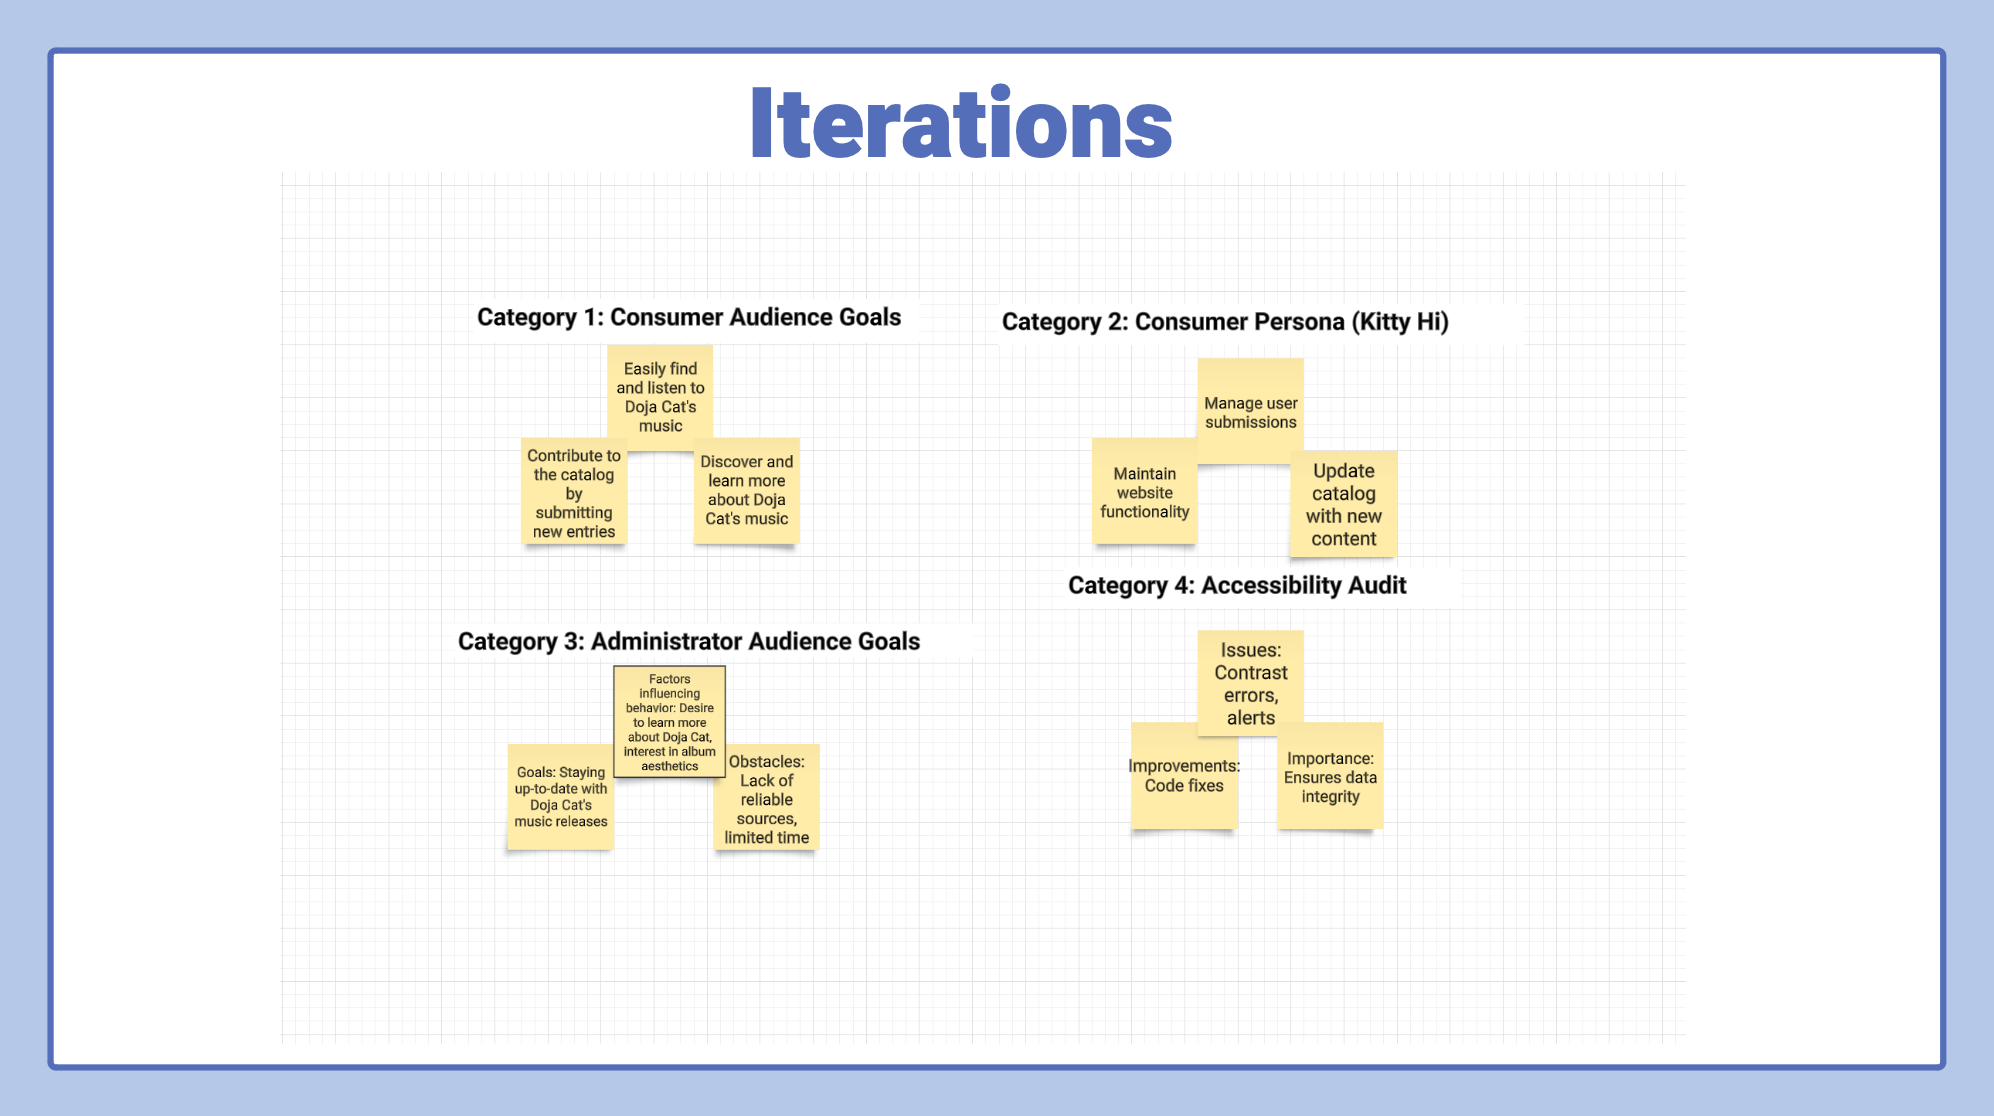 Iterations
Category 1: Consumer Audience Goals
Easily find
and listen to
Doja Cat's
music
Contribute to
the catalog
by
submitting
new entries
Discover and
learn more
about Doja
Cat's music
Category 2: Consumer Persona (Kitty Hi)
Manage user
submissions
Maintain
website
functionality
Update
catalog
with new
content
Category 3: Administrator Audience Goals
Factors
influencing
behavior: Desire
to learn more
about Doja Cat,
interest in album
aesthetics
Goals: Staying
up-to-date with
Doja Cat's
music releases
Obstacles:
Lack of
reliable
sources,
limited time
Category 4: Accessibility Audit
Issues:
Contrast
errors,
alerts
Improvements:
Code fixes
Importance:
Ensures data
integrity